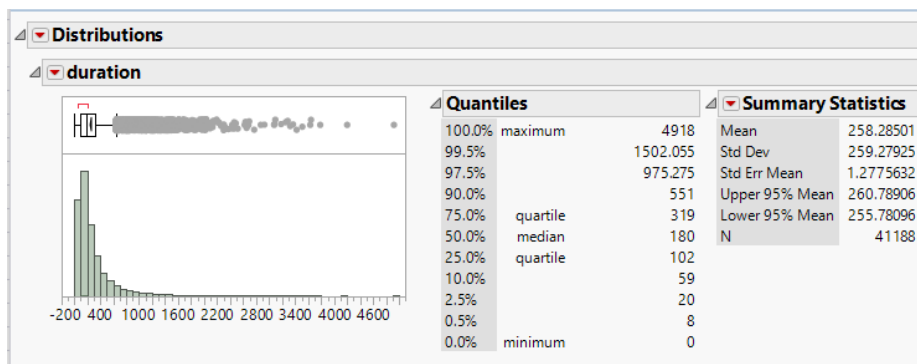 Distributions
duration
-200 400 1000 1600 2200 2800 3400 4000 4600
Quantiles
100.0% maximum 4918
99.5% 1502.055
97.5% 975.275
90.0% 551
75.0% quartile 319
50.0% median 180
25.0% quartile 102
10.0% 59
2.5% 20
0.5% 8
0.0% minimum 0
Summary Statistics
Mean 258.28501
Std Dev 259.27925
Std Err Mean 1.2775632
Upper 95% Mean 260.78906
Lower 95% Mean 255.78096
N 41188